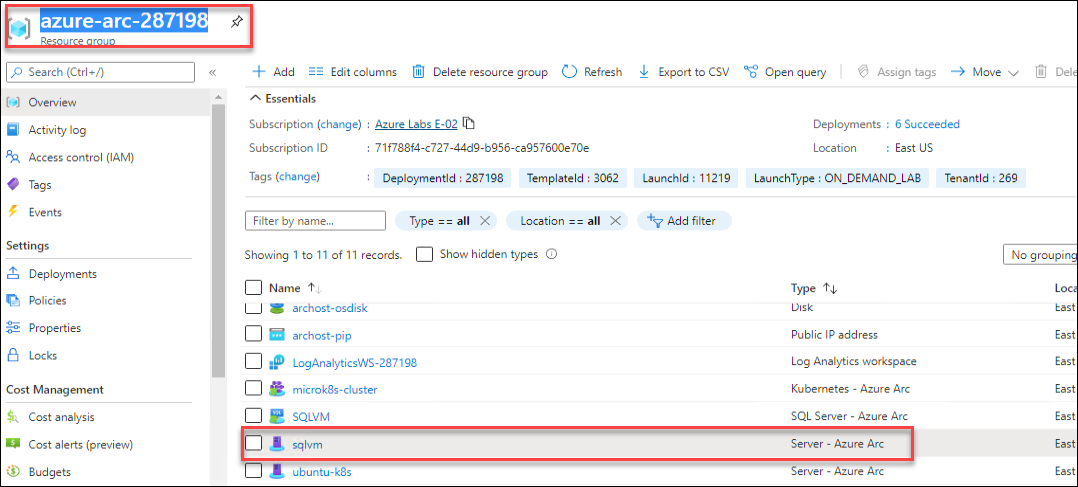 azure-arc-287198
Resource group
Search (Ctrl+/)
«
Add
Edit columns
Delete resource group
Refresh
Export to CSV
Open query
Assign tags
Move
Dele
Overview
Activity log
Access control (IAM)
Tags
Events
Settings
Deployments
Policies
Properties
Locks
Cost Management
Cost analysis
Cost alerts (preview)
Budgets
Essentials
Subscription (change) : Azure Labs E-02
Deployments : 6 Succeeded
Subscription ID : 71f788f4-c727-44d9-b956-ca957600e70e
Location : East US
Tags (change) : DeploymentId : 287198 TemplateId : 3062 LaunchId : 11219 LaunchType : ON_DEMAND_LAB TenantId : 269
Filter by name...
Type == all
Location == all
Add filter
Showing 1 to 11 of 11 records.
Show hidden types
No grouping
Name ↑↓ Type ↑↓ Loca
archost-osdisk Disk East
archost-pip Public IP address East
LogAnalyticsWS-287198 Log Analytics workspace East
microk8s-cluster Kubernetes - Azure Arc East
SQLVM SQL Server - Azure Arc East
sqlvm Server - Azure Arc East
ubuntu-k8s Server - Azure Arc East